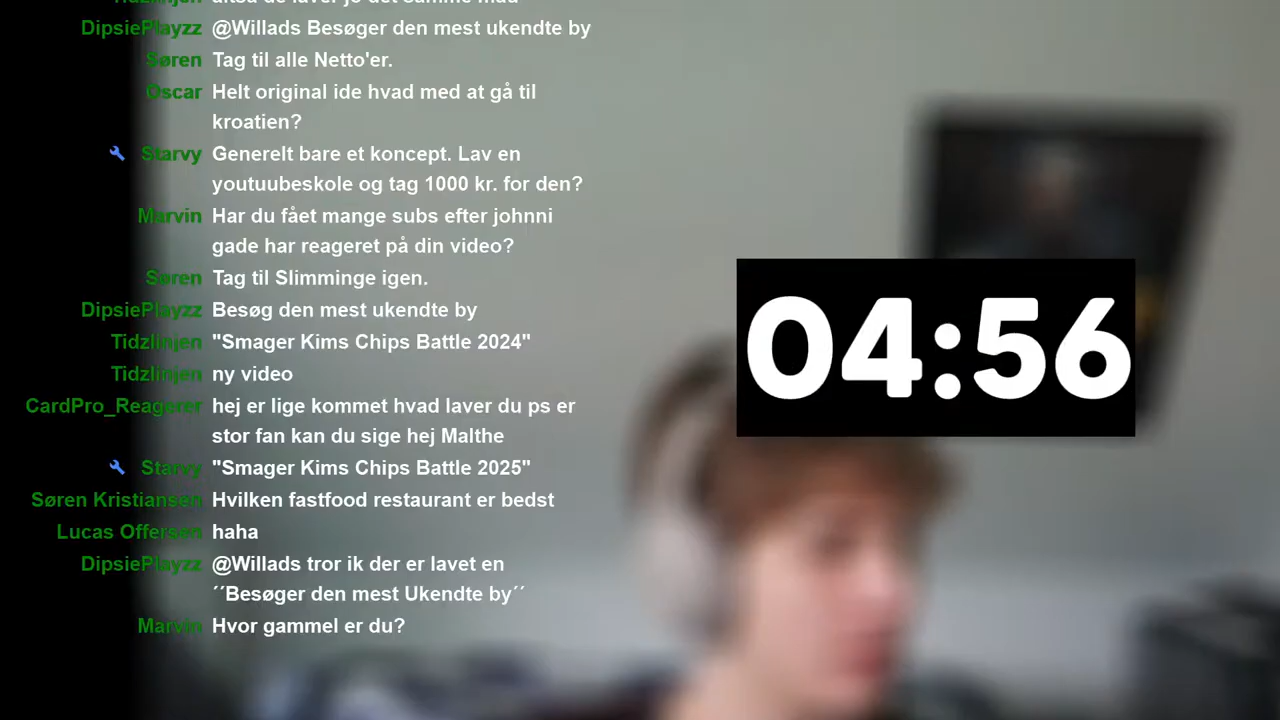 DipsiePlayzz @Willads Besøger den mest ukendte by
Søren Tag til alle Netto'er.
Oscar Helt original ide hvad med at gå til
kroatien?
Starvy Generelt bare et koncept. Lav en
youtuubeskole og tag 1000 kr. for den?
Marvin Har du fået mange subs efter johnni
gade har reageret på din video?
Søren Tag til Slimminge igen.
DipsiePlayzz Besøg den mest ukendte by
Tidzlinjen "Smager Kims Chips Battle 2024"
Tidzlinjen ny video
CardPro_Reagerer hej er lige kommet hvad laver du ps er
stor fan kan du sige hej Malthe
Starvy "Smager Kims Chips Battle 2025"
Søren Kristiansen Hvilken fastfood restaurant er bedst
Lucas Offersen haha
DipsiePlayzz @Willads tror ik der er lavet en
´´Besøger den mest Ukendte by´´
Marvin Hvor gammel er du?
04:56